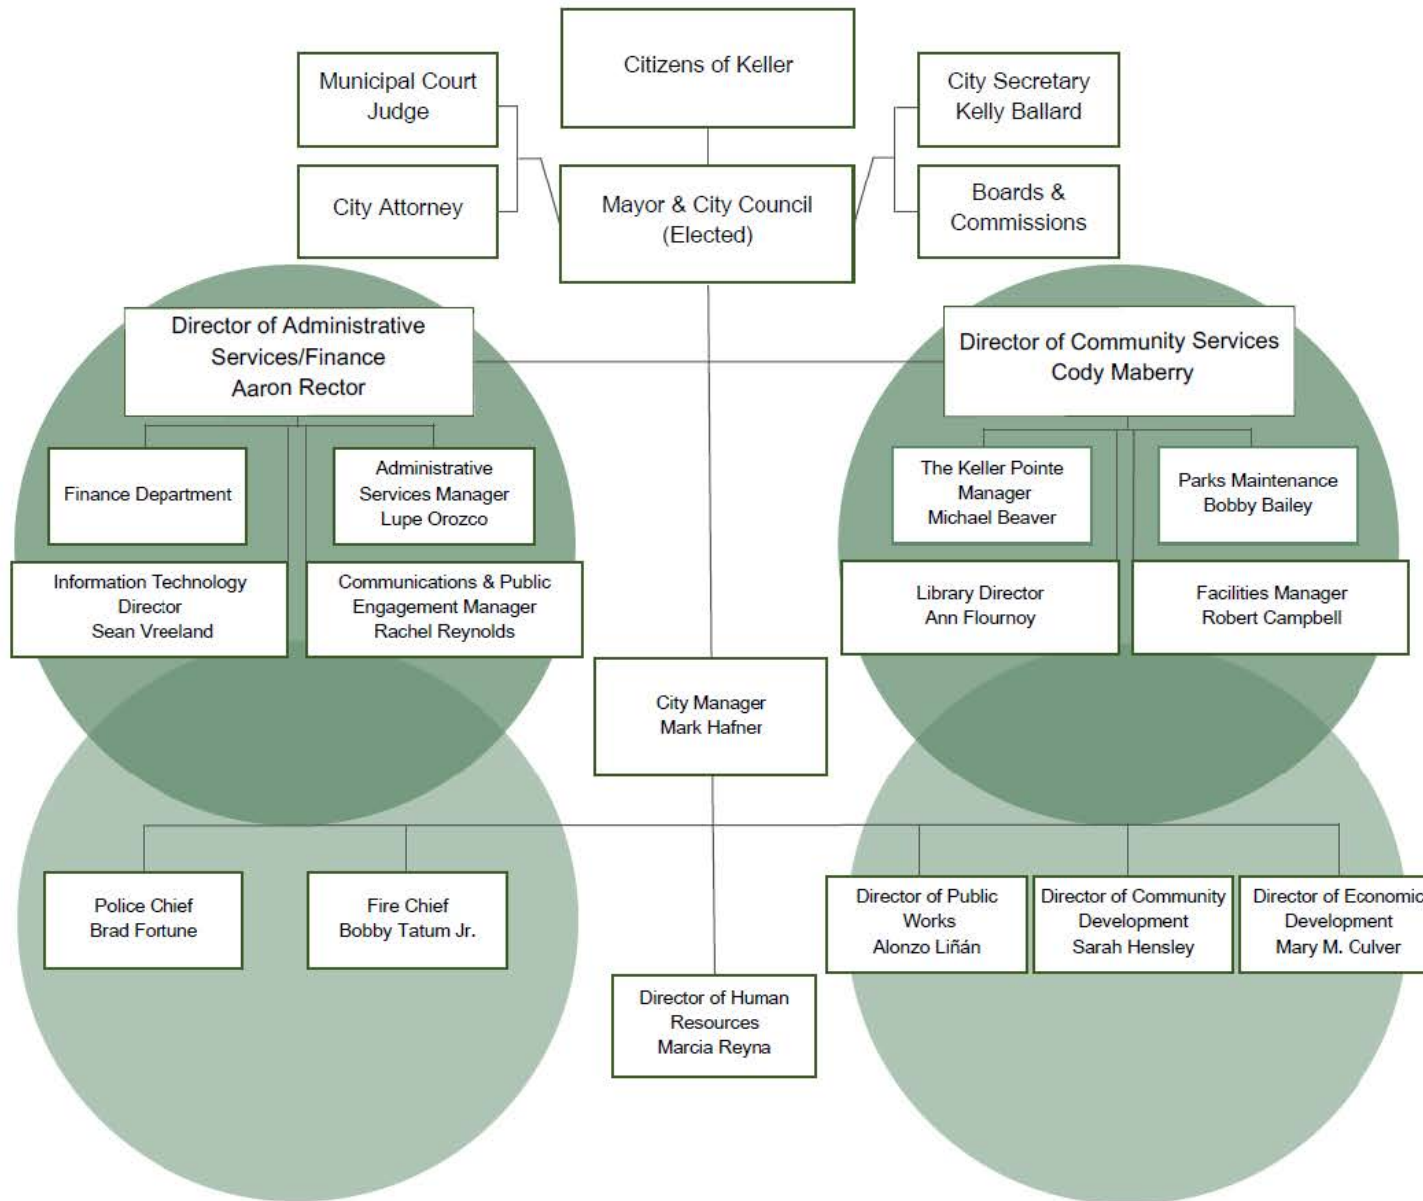 Citizens of Keller
Municipal Court
Judge
City Secretary
Kelly Ballard
City Attorney
Mayor & City Council
(Elected)
Boards &
Commissions
Director of Administrative
Services/Finance
Aaron Rector
Director of Community Services
Cody Maberry
Finance Department
Administrative
Services Manager
Lupe Orozco
The Keller Pointe
Manager
Michael Beaver
Parks Maintenance
Bobby Bailey
Information Technology
Director
Sean Vreeland
Communications & Public
Engagement Manager
Rachel Reynolds
Library Director
Ann Flournoy
Facilities Manager
Robert Campbell
City Manager
Mark Hafner
Police Chief
Brad Fortune
Fire Chief
Bobby Tatum Jr.
Director of Public
Works
Alonzo Liñán
Director of Community
Development
Sarah Hensley
Director of Economic
Development
Mary M. Culver
Director of Human
Resources
Marcia Reyna